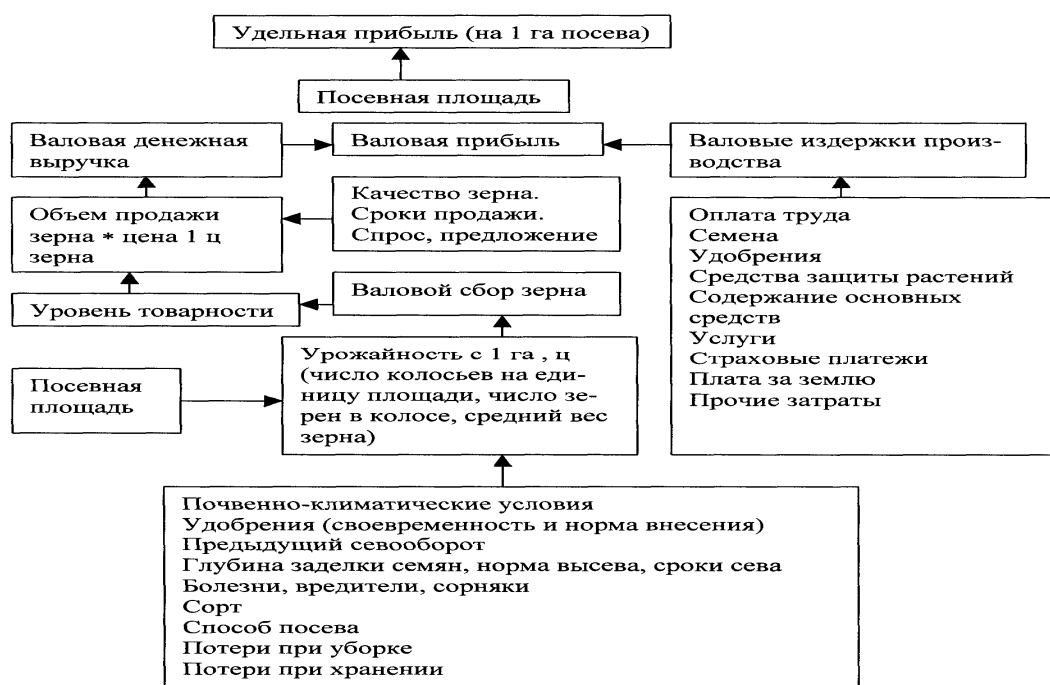 Удельная прибыль (на 1 га посева)
Посевная площадь
Валовая денежная
выручка
Валовая прибыль
Валовые издержки произ-
водства
Объем продажи
зерна * цена 1 ц
зерна
Качество зерна.
Сроки продажи.
Спрос, предложение
Оплата труда
Семена
Удобрения
Средства защиты растений
Содержание основных
средств
Услуги
Страховые платежи
Плата за землю
Прочие затраты
Уровень товарности
Валовой сбор зерна
Посевная
площадь
Урожайность с 1 га , ц
(число колосьев на еди-
ницу площади, число зе-
рен в колосе, средний вес
зерна)
Почвенно-климатические условия
Удобрения (своевременность и норма внесения)
Предыдущий севооборот
Глубина заделки семян, норма высева, сроки сева
Болезни, вредители, сорняки
Сорт
Способ посева
Потери при уборке
Потери при хранении